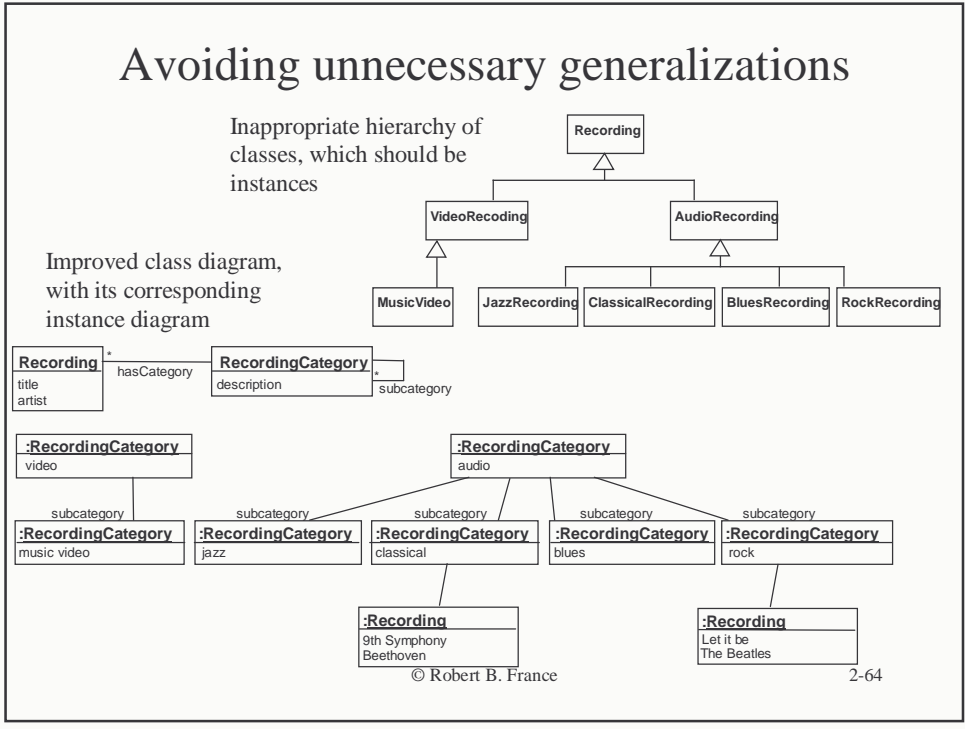 Avoiding unnecessary generalizations
Inappropriate hierarchy of
classes, which should be
instances
Recording
VideoRecoding
AudioRecording
MusicVideo
JazzRecording
ClassicalRecording
BluesRecording
RockRecording
Improved class diagram,
with its corresponding
instance diagram
Recording
title
artist
*
hasCategory
RecordingCategory
description
*
subcategory
:RecordingCategory
video
:RecordingCategory
audio
subcategory
subcategory
subcategory
subcategory
subcategory
:RecordingCategory
music video
:RecordingCategory
jazz
:RecordingCategory
classical
:RecordingCategory
blues
:RecordingCategory
rock
:Recording
9th Symphony
Beethoven
:Recording
Let it be
The Beatles
© Robert B. France
2-64